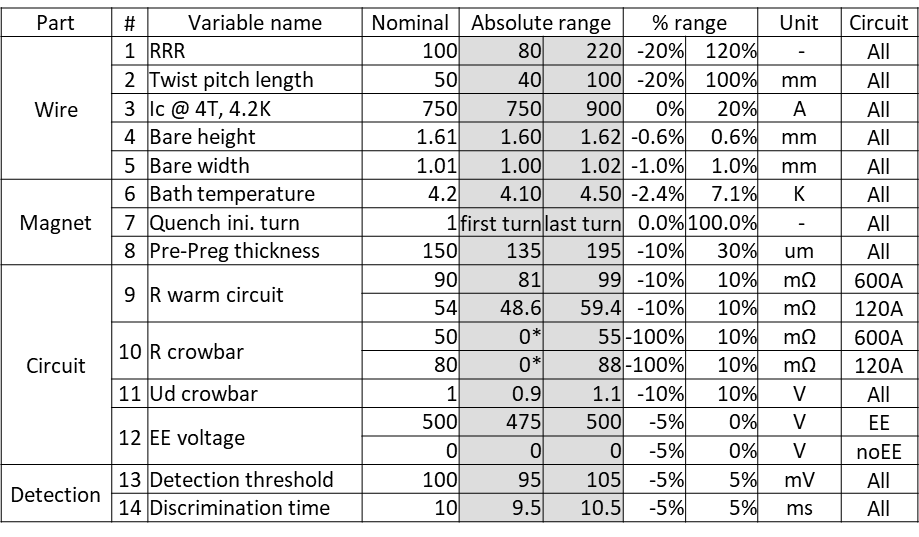 Part # Variable name Nominal Absolute range % range Unit Circuit
Wire
1 RRR 100 80 220 -20% 120% - All
2 Twist pitch length 50 40 100 -20% 100% mm All
3 Ic @ 4T, 4.2K 750 750 900 0% 20% A All
4 Bare height 1.61 1.60 1.62 -0.6% 0.6% mm All
5 Bare width 1.01 1.00 1.02 -1.0% 1.0% mm All
Magnet
6 Bath temperature 4.2 4.10 4.50 -2.4% 7.1% K All
7 Quench ini. turn 1 first turn last turn 0.0% 100.0% - All
8 Pre-Preg thickness 150 135 195 -10% 30% um All
Circuit
9 R warm circuit
90 81 99 -10% 10% mΩ 600A
54 48.6 59.4 -10% 10% mΩ 120A
10 R crowbar
50 0* 55 -100% 10% mΩ 600A
80 0* 88 -100% 10% mΩ 120A
11 Ud crowbar 1 0.9 1.1 -10% 10% V All
12 EE voltage
500 475 500 -5% 0% V EE
0 0 0 -5% 0% V noEE
Detection
13 Detection threshold 100 95 105 -5% 5% mV All
14 Discrimination time 10 9.5 10.5 -5% 5% ms All